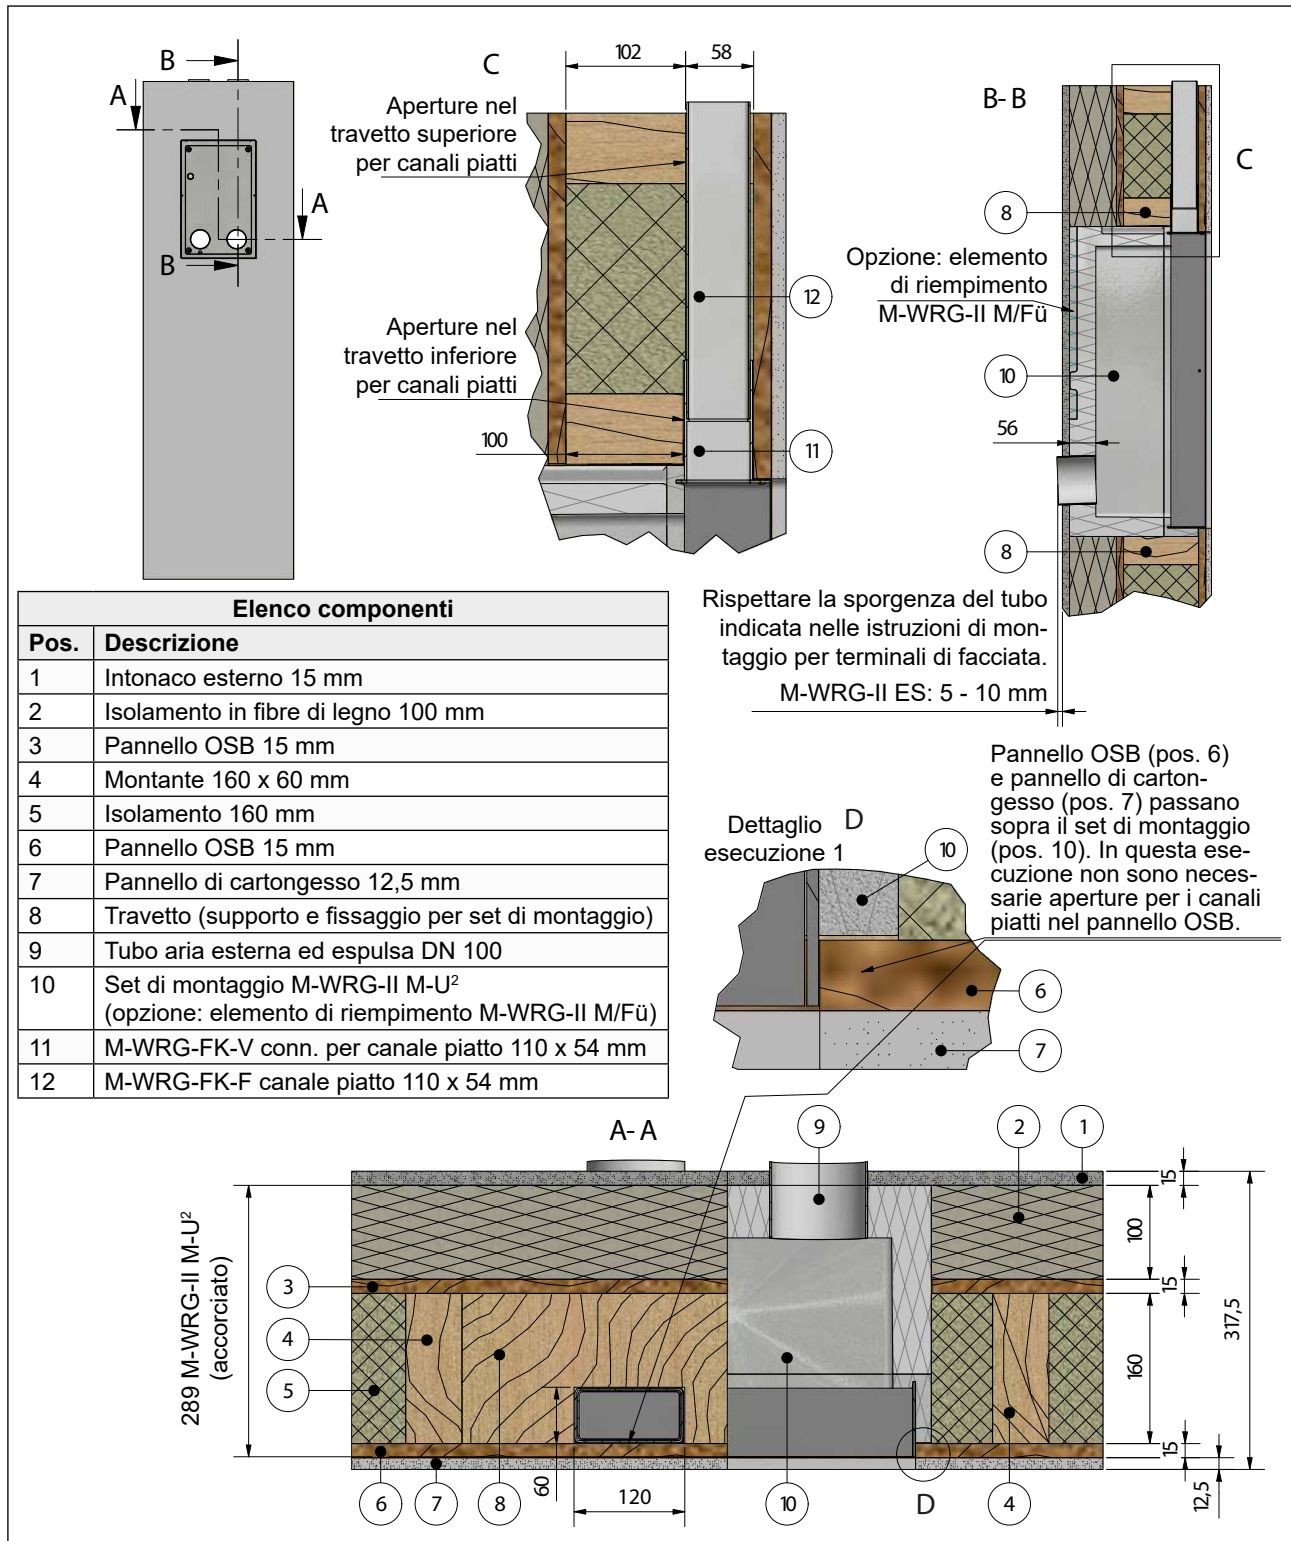 B
A
A
B
C
102
58
Aperture nel
travetto superiore
per canali piatti
12
Aperture nel
travetto inferiore
per canali piatti
100
11
B-B
C
8
Opzione: elemento
di riempimento
M-WRG-II M/Fü
10
56
8
Rispettare la sporgenza del tubo
indicata nelle istruzioni di mon-
taggio per terminali di facciata.
M-WRG-II ES: 5 - 10 mm
Elenco componenti
Pos. Descrizione
1 Intonaco esterno 15 mm
2 Isolamento in fibre di legno 100 mm
3 Pannello OSB 15 mm
4 Montante 160 x 60 mm
5 Isolamento 160 mm
6 Pannello OSB 15 mm
7 Pannello di cartongesso 12,5 mm
8 Travetto (supporto e fissaggio per set di montaggio)
9 Tubo aria esterna ed espulsa DN 100
10 Set di montaggio M-WRG-II M-U²
(opzione: elemento di riempimento M-WRG-II M/Fü)
11 M-WRG-FK-V conn. per canale piatto 110 x 54 mm
12 M-WRG-FK-F canale piatto 110 x 54 mm
Dettaglio D
esecuzione 1
10
Pannello OSB (pos. 6)
e pannello di carton-
gesso (pos. 7) passano
sopra il set di montaggio
(pos. 10). In questa ese-
cuzione non sono neces-
sarie aperture per i canali
piatti nel pannello OSB.
6
7
A-A
9
2
1
289 M-WRG-II M-U²
(accorciato)
3
4
5
15
100
15
160
15
12,5
317,5
60
120
6
7
8
8
10
10
D
4
4